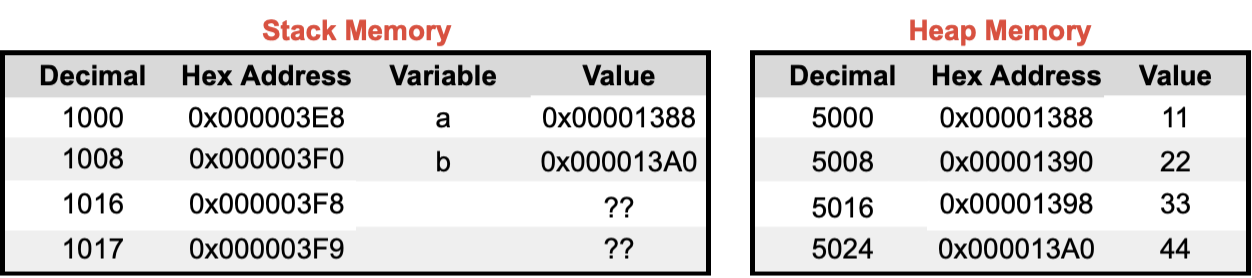 Stack Memory
Decimal Hex Address Variable Value
1000 0x000003E8 a 0x00001388
1008 0x000003F0 b 0x000013A0
1016 0x000003F8 ??
1017 0x000003F9 ??
Heap Memory
Decimal Hex Address Value
5000 0x00001388 11
5008 0x00001390 22
5016 0x00001398 33
5024 0x000013A0 44